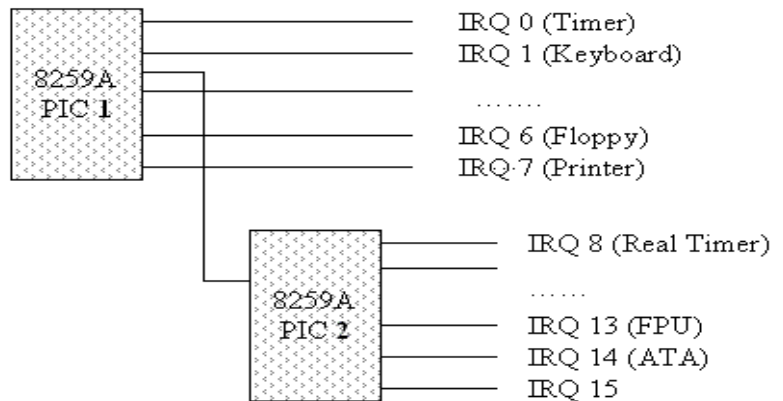 8259A
PIC 1
IRQ 0 (Timer)
IRQ 1 (Keyboard)
.......
IRQ 6 (Floppy)
IRQ·7 (Printer)
8259A
PIC 2
IRQ 8 (Real Timer)
......
IRQ 13 (FPU)
IRQ 14 (ATA)
IRQ 15